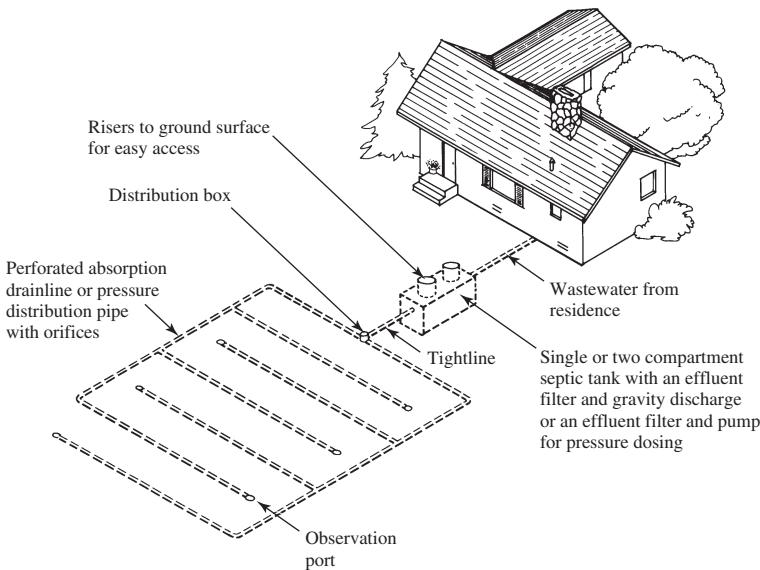 Risers to ground surface
for easy access
Distribution box
Perforated absorption
drainline or pressure
distribution pipe
with orifices
Wastewater from
residence
Tightline
Single or two compartment
septic tank with an effluent
filter and gravity discharge
or an effluent filter and pump
for pressure dosing
Observation
port